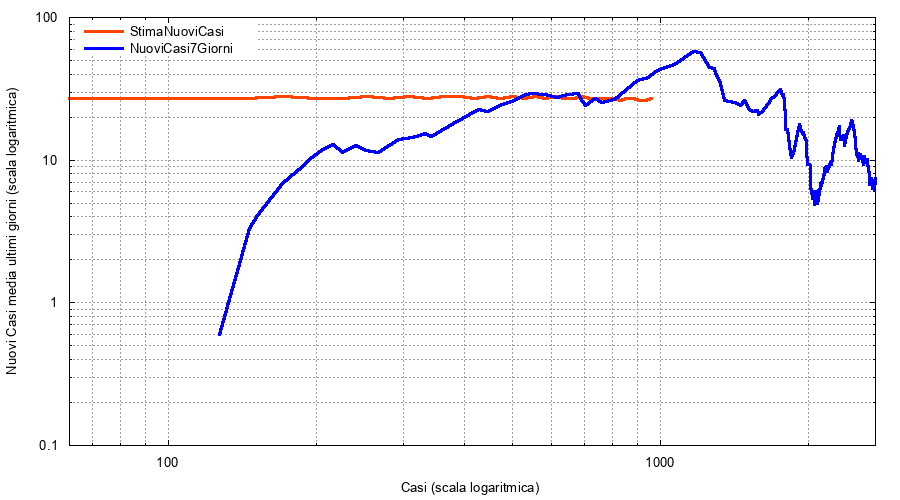 100
StimaNuoviCasi
NuoviCasi7Giorni
10
1
0.1
Nuovi Casi media ultimi giorni (scala logaritmica)
100
1000
Casi (scala logaritmica)